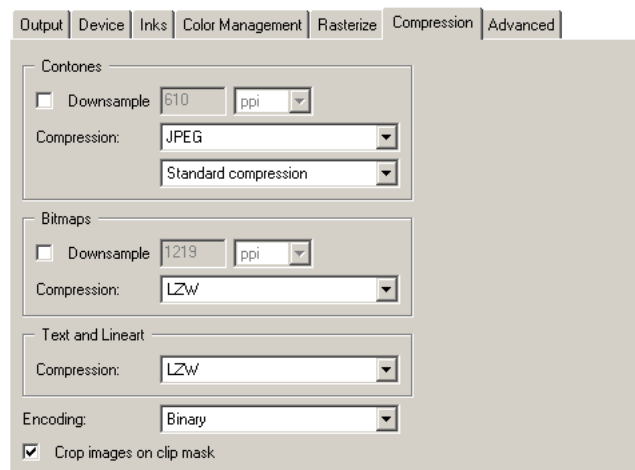 Output Device Inks Color Management Rasterize Compression Advanced
Contones
Downsample 610 ppi
Compression: JPEG
Standard compression
Bitmaps
Downsample 1219 ppi
Compression: LZW
Text and Lineart
Compression: LZW
Encoding: Binary
Crop images on clip mask